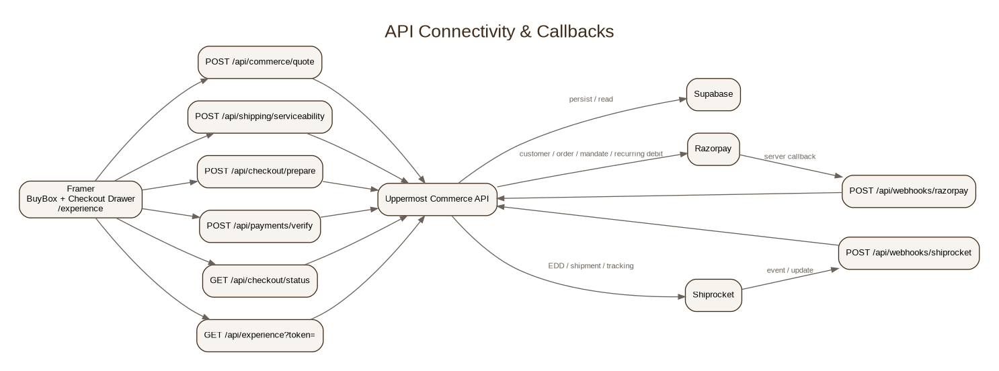 API Connectivity & Callbacks
POST /api/commerce/quote
POST /api/shipping/serviceability
POST /api/checkout/prepare
Framer
BuyBox + Checkout Drawer
/experience
POST /api/payments/verify
GET /api/checkout/status
GET /api/experience?token=
Uppermost Commerce API
persist / read
Supabase
customer / order / mandate / recurring debit
Razorpay
server callback
POST /api/webhooks/razorpay
POST /api/webhooks/shiprocket
EDD / shipment / tracking
event / update
Shiprocket